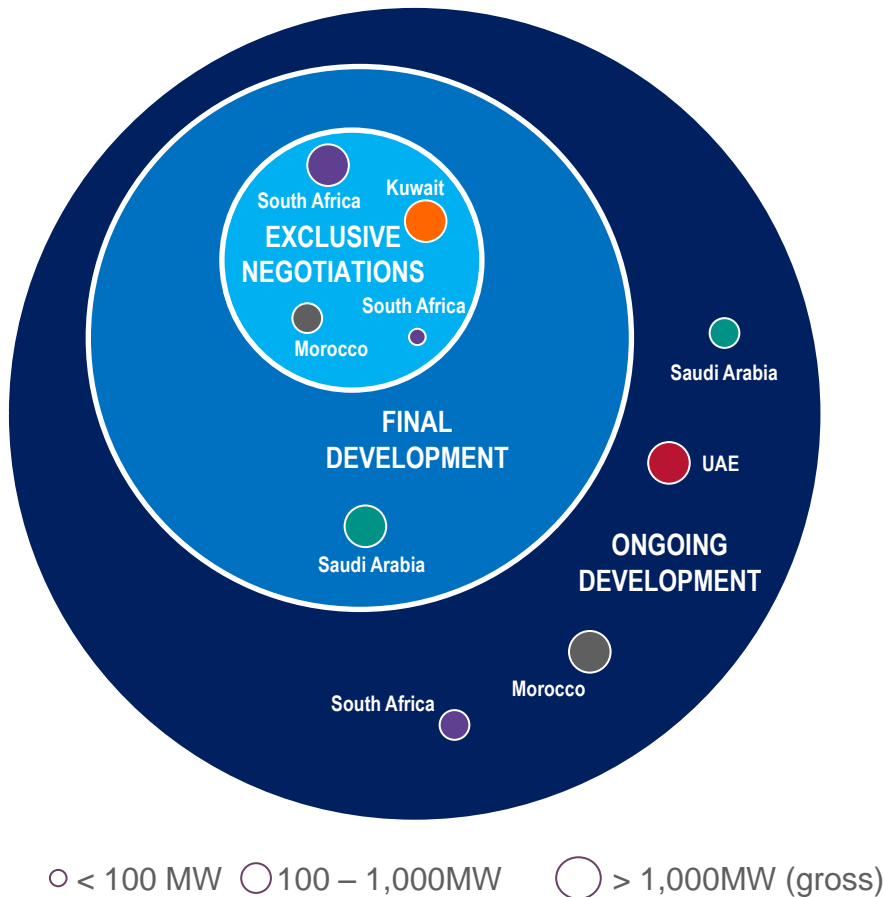 South Africa
Kuwait
EXCLUSIVE
NEGOTIATIONS
South Africa
Morocco
Saudi Arabia
FINAL
DEVELOPMENT
UAE
Saudi Arabia
ONGOING
DEVELOPMENT
Morocco
South Africa
< 100 MW 100 – 1,000MW > 1,000MW (gross)